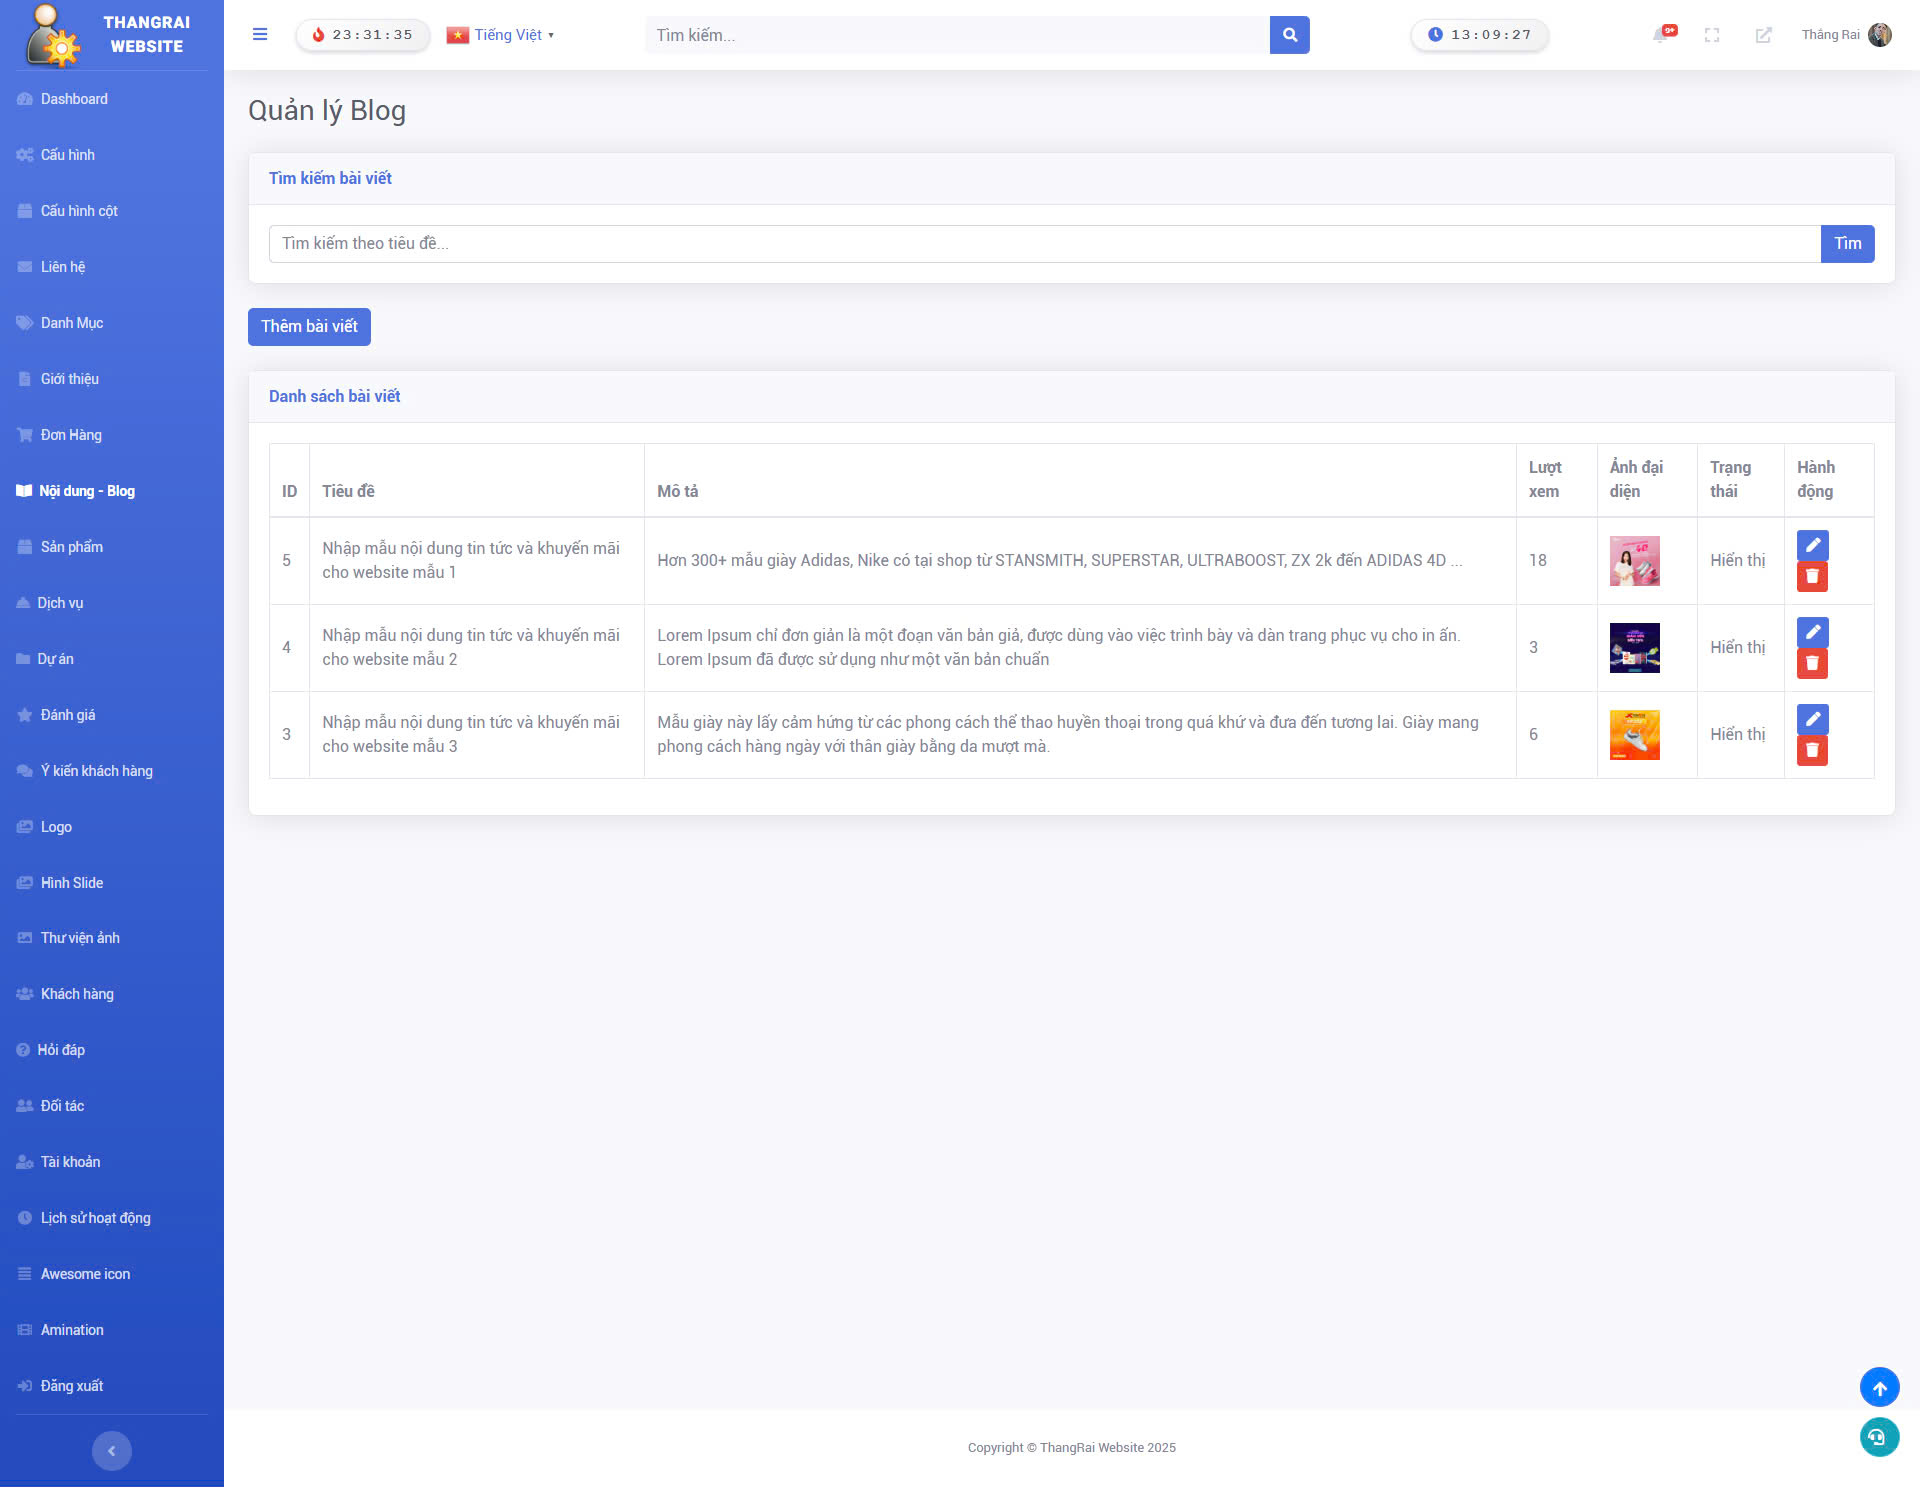 THANGRAI
WEBSITE
Dashboard
Cấu hình
Cấu hình cột
Liên hệ
Danh Mục
Giới thiệu
Đơn Hàng
Nội dung - Blog
Sản phẩm
Dịch vụ
Dự án
Đánh giá
Ý kiến khách hàng
Logo
Hình Slide
Thư viện ảnh
Khách hàng
Hỏi đáp
Đối tác
Tài khoản
Lịch sử hoạt động
Awesome icon
Amination
Đăng xuất
23:31:35
Tiếng Việt
Tìm kiếm...
13:09:27
9+
Thắng Rai
Quản lý Blog
Tìm kiếm bài viết
Tìm kiếm theo tiêu đề...
Tìm
Thêm bài viết
Danh sách bài viết
ID Tiêu đề Mô tả Lượt xem Ảnh đại diện Trạng thái Hành động
5 Nhập mẫu nội dung tin tức và khuyến mãi cho website mẫu 1 Hơn 300+ mẫu giày Adidas, Nike có tại shop từ STANSMITH, SUPERSTAR, ULTRABOOST, ZX 2k đến ADIDAS 4D ... 18 Hiển thị
4 Nhập mẫu nội dung tin tức và khuyến mãi cho website mẫu 2 Lorem Ipsum chỉ đơn giản là một đoạn văn bản giả, được dùng vào việc trình bày và dàn trang phục vụ cho in ấn. Lorem Ipsum đã được sử dụng như một văn bản chuẩn 3 Hiển thị
3 Nhập mẫu nội dung tin tức và khuyến mãi cho website mẫu 3 Mẫu giày này lấy cảm hứng từ các phong cách thể thao huyền thoại trong quá khứ và đưa đến tương lai. Giày mang phong cách hàng ngày với thân giày bằng da mượt mà. 6 Hiển thị
Copyright © ThangRai Website 2025